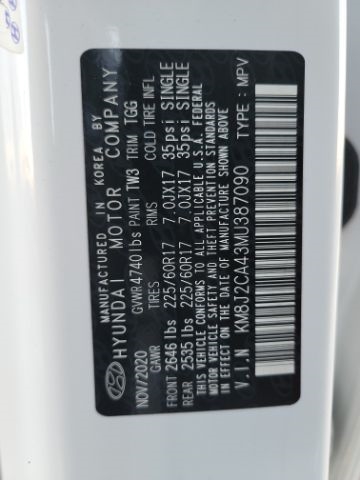 MANUFACTURED IN KOREA BY
HYUNDAI MOTOR COMPANY
NOV/2020 GVWR4740lbs PAINT TW3 TRIM TGG
GAWR TIRES RIMS COLD TIRE INFL
FRONT 2646 lbs 225/60R17 7.0JX17 35psi SINGLE
REAR 2535 lbs 225/60R17 7.0JX17 35psi SINGLE
THIS VEHICLE CONFORMS TO ALL APPLICABLE U.S.A. FEDERAL
MOTOR VEHICLE SAFETY AND THEFT PREVENTION STANDARDS
IN EFFECT ON THE DATE OF MANUFACTURE SHOWN ABOVE
V.I.N : KM8J2CA43MU387090 TYPE : MPV